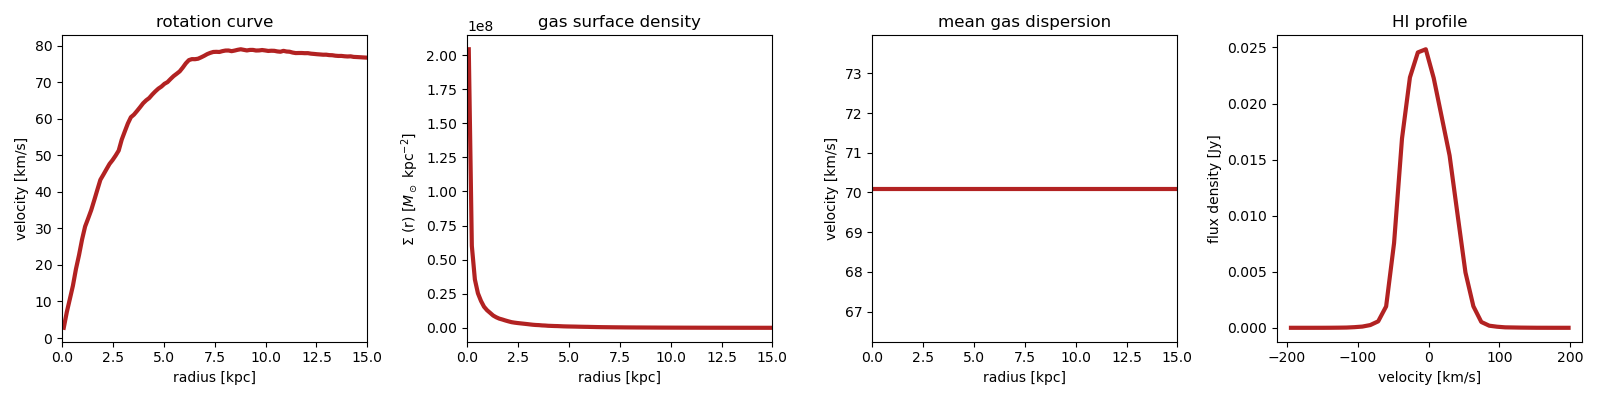 rotation curve
velocity [km/s]
80
70
60
50
40
30
20
10
0
0.0 2.5 5.0 7.5 10.0 12.5 15.0
radius [kpc]
gas surface density
1e8
Σ (r) [M⊙ kpc⁻²]
2.00
1.75
1.50
1.25
1.00
0.75
0.50
0.25
0.00
0.0 2.5 5.0 7.5 10.0 12.5 15.0
radius [kpc]
mean gas dispersion
velocity [km/s]
73
72
71
70
69
68
67
0.0 2.5 5.0 7.5 10.0 12.5 15.0
radius [kpc]
HI profile
flux density [Jy]
0.025
0.020
0.015
0.010
0.005
0.000
−200 −100 0 100 200
velocity [km/s]